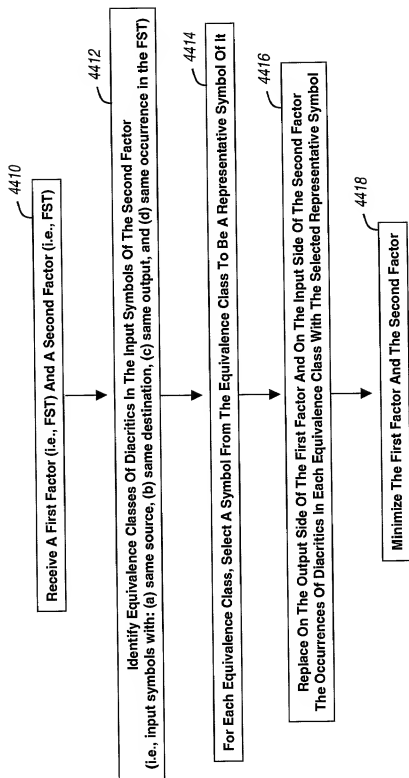 4410
Receive A First Factor (i.e., FST) And A Second Factor (i.e., FST)
4412
Identify Equivalence Classes Of Diacritics In The Input Symbols Of The Second Factor
(i.e., input symbols with: (a) same source, (b) same destination, (c) same output, and (d) same occurrence in the FST)
4414
For Each Equivalence Class, Select A Symbol From The Equivalence Class To Be A Representative Symbol Of It
4416
Replace On The Output Side Of The First Factor And On The Input Side Of The Second Factor
The Occurrences Of Diacritics In Each Equivalence Class With The Selected Representative Symbol
4418
Minimize The First Factor And The Second Factor